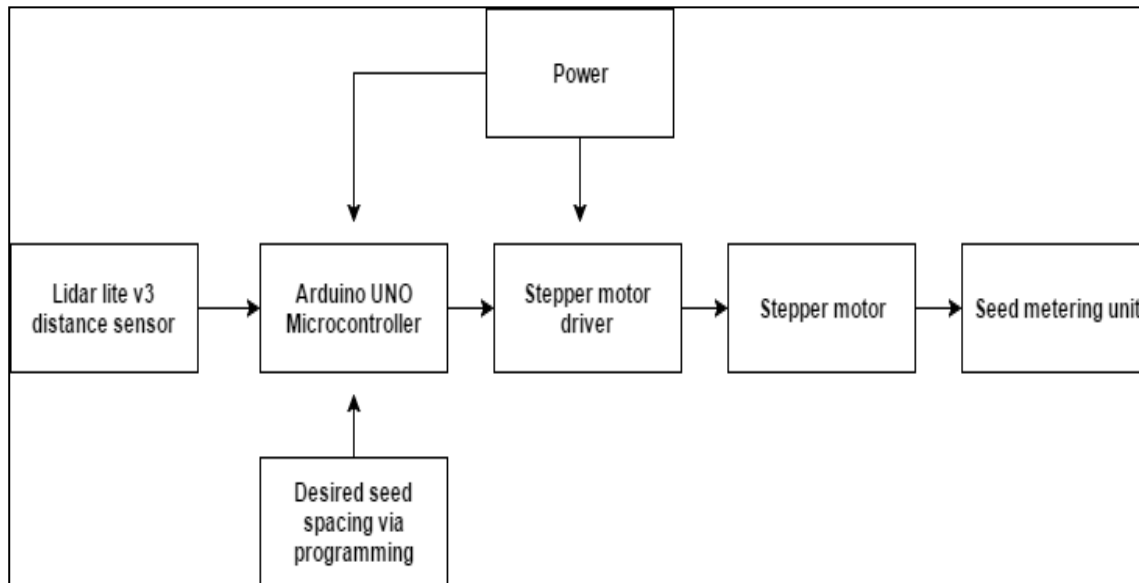 Power
Lidar lite v3
distance sensor
Arduino UNO
Microcontroller
Stepper motor
driver
Stepper motor
Seed metering unit
Desired seed
spacing via
programming